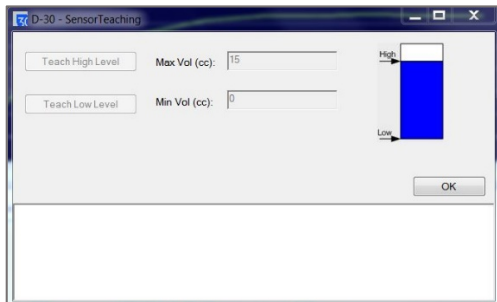 D-30 - SensorTeaching
Teach High Level Max Vol (cc): 15 High
Teach Low Level Min Vol (cc): 0
Low
OK